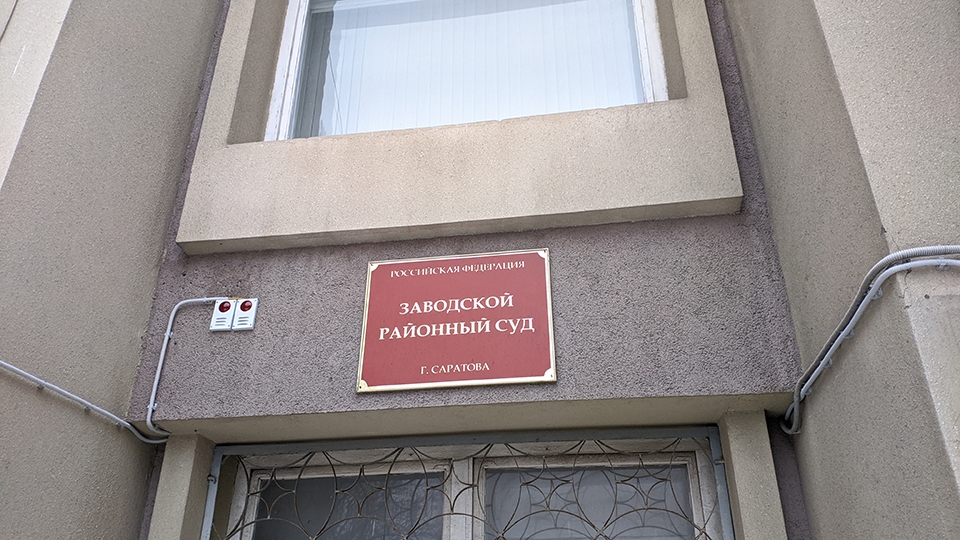 РОССИЙСКАЯ ФЕДЕРАЦИЯ
ЗАВОДСКОЙ
РАЙОННЫЙ СУД
Г. САРАТОВА